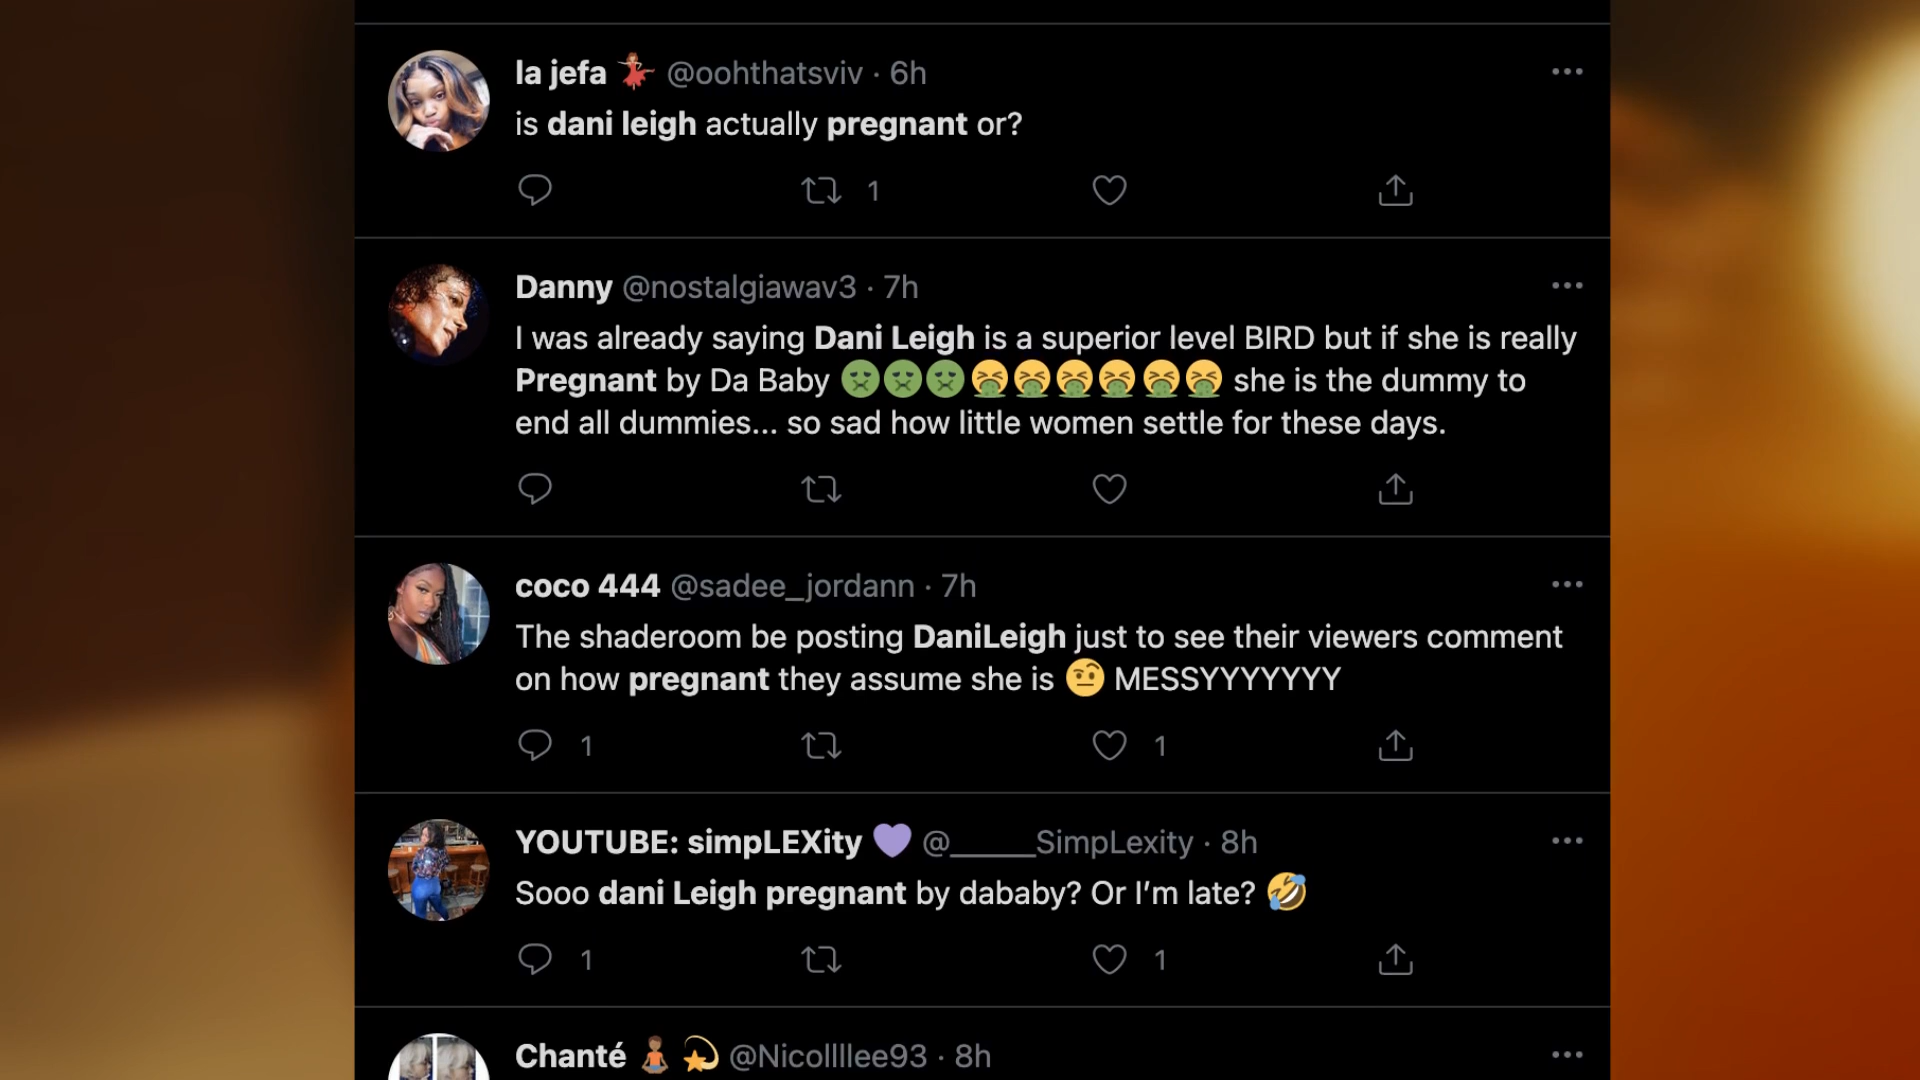 la jefa 💃🏽 @oohthatsviv · 6h
is dani leigh actually pregnant or?
1
Danny @nostalgiawav3 · 7h
I was already saying Dani Leigh is a superior level BIRD but if she is really
Pregnant by Da Baby 🤢🤢🤢🤮🤮🤮🤮🤮🤮 she is the dummy to
end all dummies... so sad how little women settle for these days.
coco 444 @sadee_jordann · 7h
The shaderoom be posting DaniLeigh just to see their viewers comment
on how pregnant they assume she is 🤨 MESSYYYYYYY
1 1
YOUTUBE: simpLEXity 💜 @_____SimpLexity · 8h
Sooo dani Leigh pregnant by dababy? Or I’m late? 🤣
1 1
Chanté 🧘🏽 💫 @Nicollllee93 · 8h